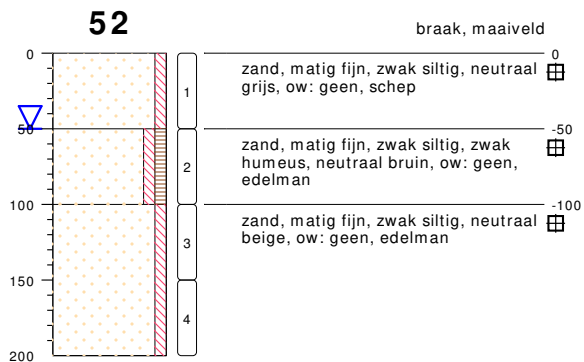 52
braak, maaiveld
0
50
100
150
200
1
2
3
4
0
zand, matig fijn, zwak siltig, neutraal
grijs, ow: geen, schep
-50
zand, matig fijn, zwak siltig, zwak
humeus, neutraal bruin, ow: geen,
edelman
-100
zand, matig fijn, zwak siltig, neutraal
beige, ow: geen, edelman